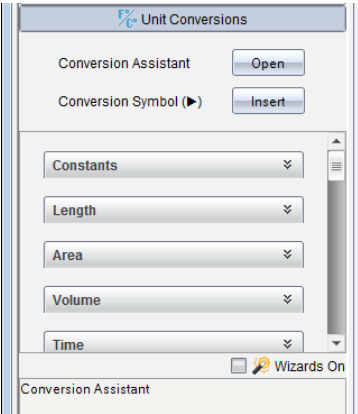 F° C° Unit Conversions
Conversion Assistant Open
Conversion Symbol (►) Insert
Constants
Length
Area
Volume
Time
Wizards On
Conversion Assistant